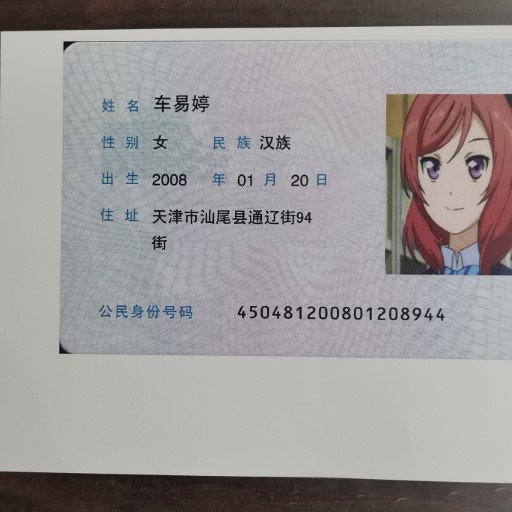 姓名 车易婷
性别 女 民族 汉族
出生 2008 年 01 月 20 日
住址 天津市汕尾县通辽街94
街
公民身份号码 450481200801208944